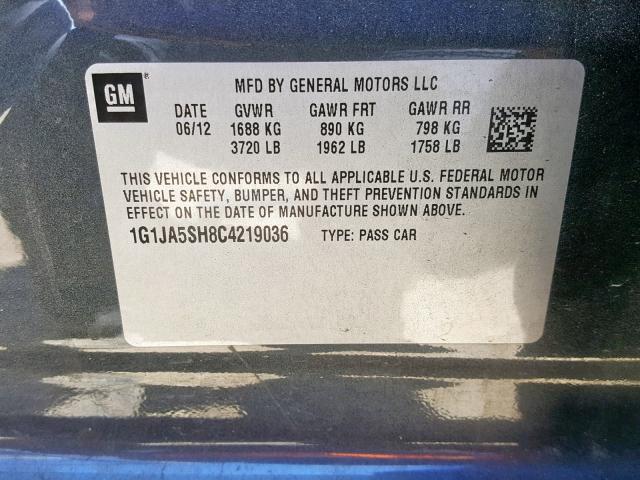 GM ® MFD BY GENERAL MOTORS LLC
DATE GVWR GAWR FRT GAWR RR
06/12 1688 KG 890 KG 798 KG
3720 LB 1962 LB 1758 LB
THIS VEHICLE CONFORMS TO ALL APPLICABLE U.S. FEDERAL MOTOR
VEHICLE SAFETY, BUMPER, AND THEFT PREVENTION STANDARDS IN
EFFECT ON THE DATE OF MANUFACTURE SHOWN ABOVE.
1G1JA5SH8C4219036 TYPE: PASS CAR